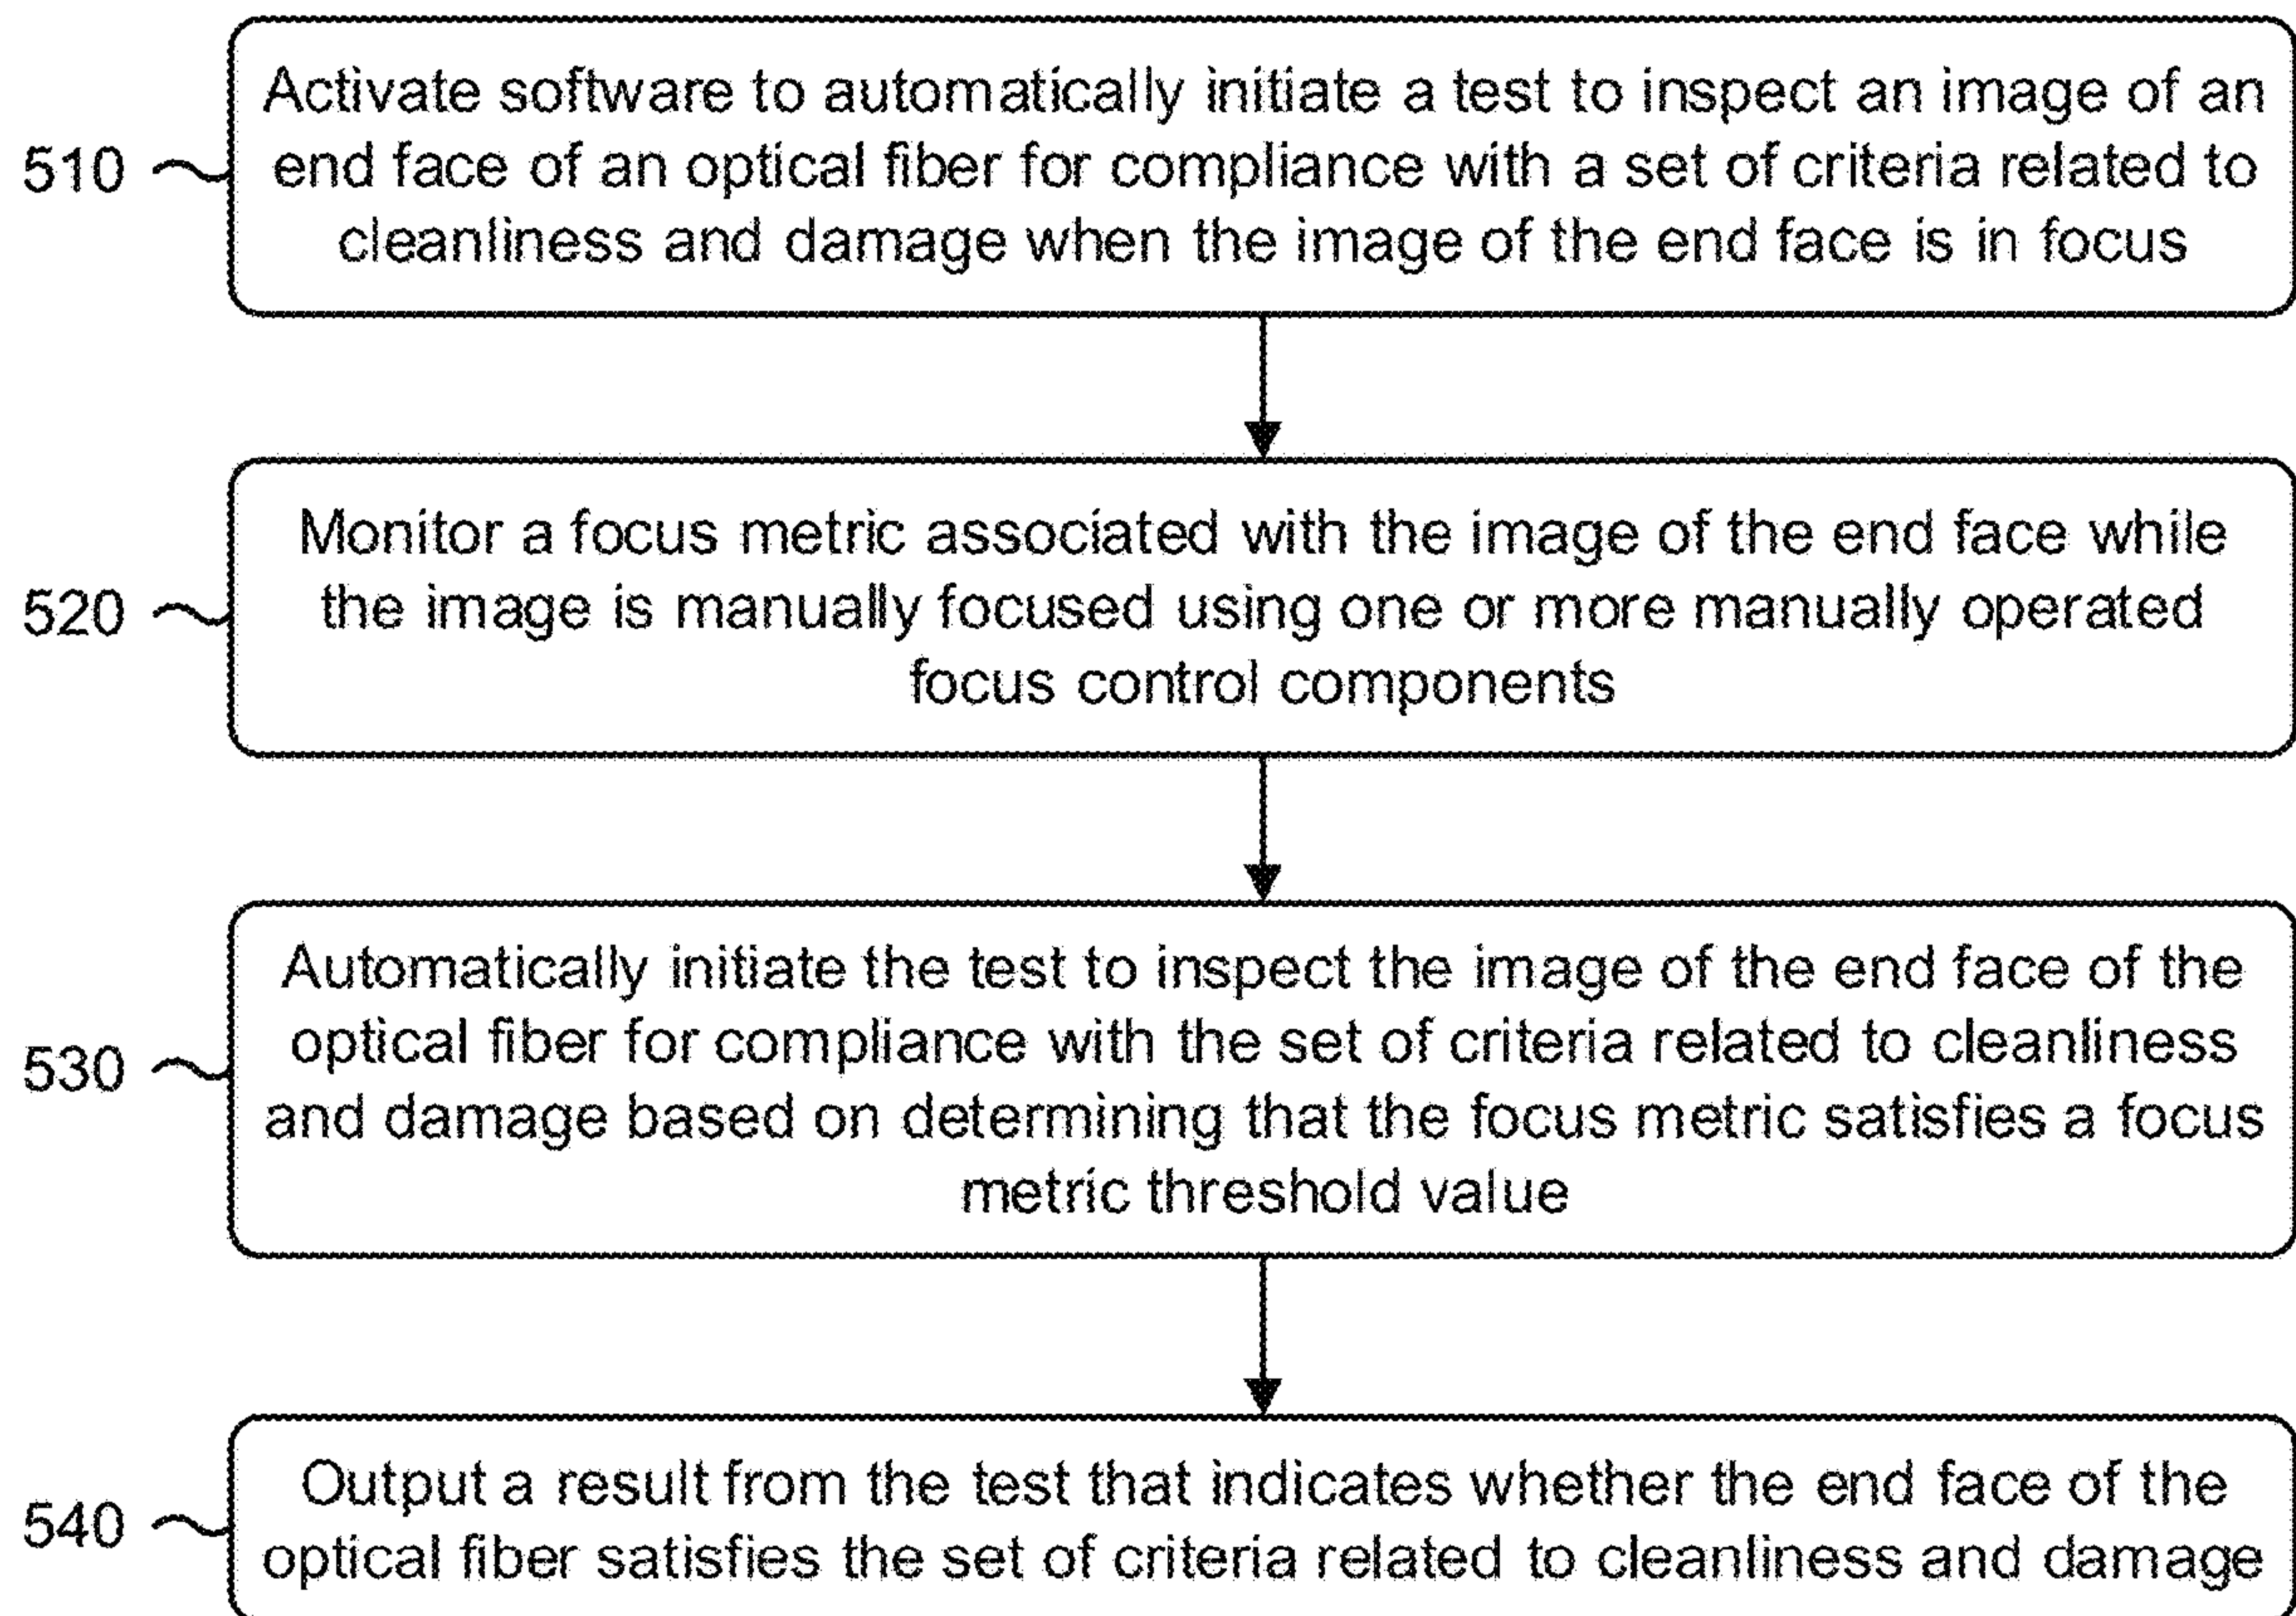 Activate software to automatically initiate a test to inspect an image of an
510
end face of an optical fiber for compliance with a set of criteria related to
cleanliness and damage when the image of the end face is in focus
Monitor a focus metric associated with the image of the end face while
520
the image is manually focused using one or more manually operated
focus control components
Automatically initiate the test to inspect the image of the end face of the
optical fiber for compliance with the set of criteria related to cleanliness
530
and damage based on determining that the focus metric satisfies a focus
metric threshold value
Output a result from the test that indicates whether the end face of the
540
optical fiber satisfies the set of criteria related to cleanliness and damage